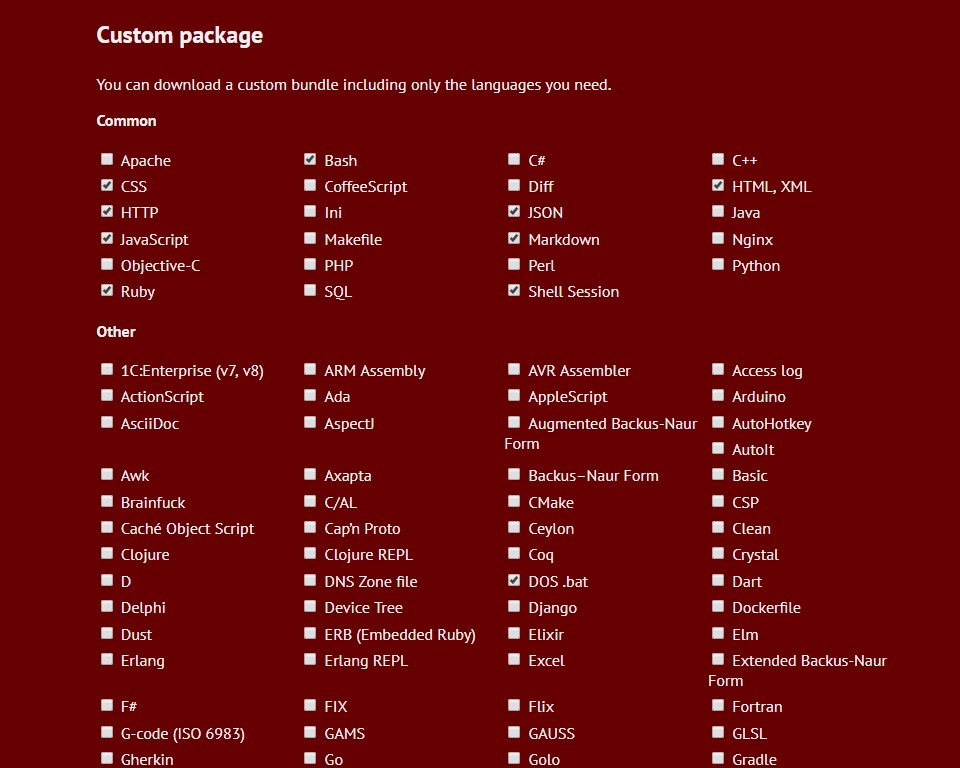 Custom package
You can download a custom bundle including only the languages you need.
Common
Apache Bash C# C++
CSS CoffeeScript Diff HTML, XML
HTTP Ini JSON Java
JavaScript Makefile Markdown Nginx
Objective-C PHP Perl Python
Ruby SQL Shell Session
Other
1C:Enterprise (v7, v8) ARM Assembly AVR Assembler Access log
ActionScript Ada AppleScript Arduino
AsciiDoc AspectJ Augmented Backus-Naur AutoHotkey
Form
AutoIt
Awk Axapta Backus–Naur Form Basic
Brainfuck C/AL CMake CSP
Caché Object Script Cap’n Proto Ceylon Clean
Clojure Clojure REPL Coq Crystal
D DNS Zone file DOS .bat Dart
Delphi Device Tree Django Dockerfile
Dust ERB (Embedded Ruby) Elixir Elm
Erlang Erlang REPL Excel Extended Backus-Naur
Form
F# FIX Flix Fortran
G-code (ISO 6983) GAMS GAUSS GLSL
Gherkin Go Golo Gradle